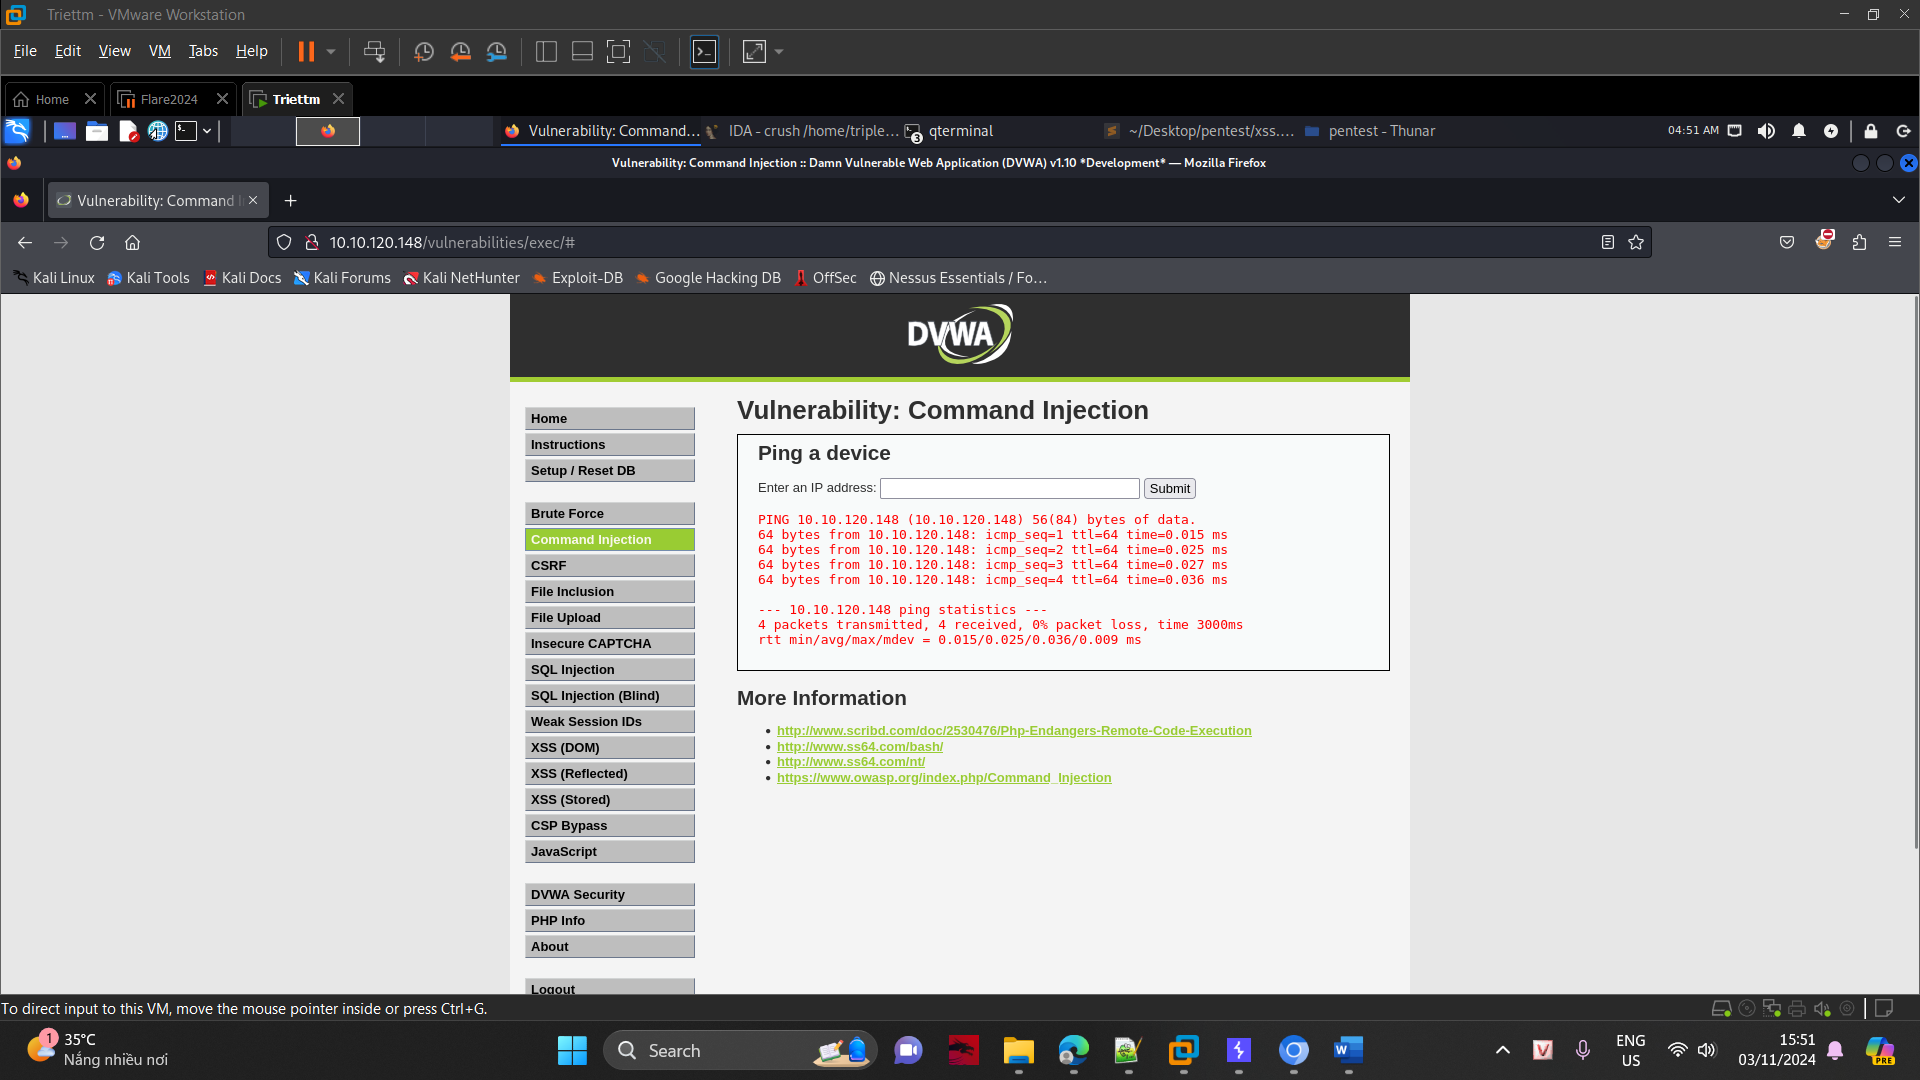 Triettm - VMware Workstation
File Edit View VM Tabs Help
Home Flare2024 Triettm
Vulnerability: Command... IDA - crush /home/triple... 3 qterminal ~/Desktop/pentest/xss.... pentest - Thunar 04:51 AM
Vulnerability: Command Injection :: Damn Vulnerable Web Application (DVWA) v1.10 *Development* — Mozilla Firefox
Vulnerability: Command I
10.10.120.148/vulnerabilities/exec/#
Kali Linux Kali Tools Kali Docs Kali Forums Kali NetHunter Exploit-DB Google Hacking DB OffSec Nessus Essentials / Fo...
DVWA
Home
Instructions
Setup / Reset DB
Brute Force
Command Injection
CSRF
File Inclusion
File Upload
Insecure CAPTCHA
SQL Injection
SQL Injection (Blind)
Weak Session IDs
XSS (DOM)
XSS (Reflected)
XSS (Stored)
CSP Bypass
JavaScript
DVWA Security
PHP Info
About
Logout
Vulnerability: Command Injection
Ping a device
Enter an IP address: Submit
PING 10.10.120.148 (10.10.120.148) 56(84) bytes of data.
64 bytes from 10.10.120.148: icmp_seq=1 ttl=64 time=0.015 ms
64 bytes from 10.10.120.148: icmp_seq=2 ttl=64 time=0.025 ms
64 bytes from 10.10.120.148: icmp_seq=3 ttl=64 time=0.027 ms
64 bytes from 10.10.120.148: icmp_seq=4 ttl=64 time=0.036 ms
--- 10.10.120.148 ping statistics ---
4 packets transmitted, 4 received, 0% packet loss, time 3000ms
rtt min/avg/max/mdev = 0.015/0.025/0.036/0.009 ms
More Information
http://www.scribd.com/doc/2530476/Php-Endangers-Remote-Code-Execution
http://www.ss64.com/bash/
http://www.ss64.com/nt/
https://www.owasp.org/index.php/Command_Injection
To direct input to this VM, move the mouse pointer inside or press Ctrl+G.
1 35°C
Nắng nhiều nơi
Search
ENG
US
15:51
03/11/2024
PRE